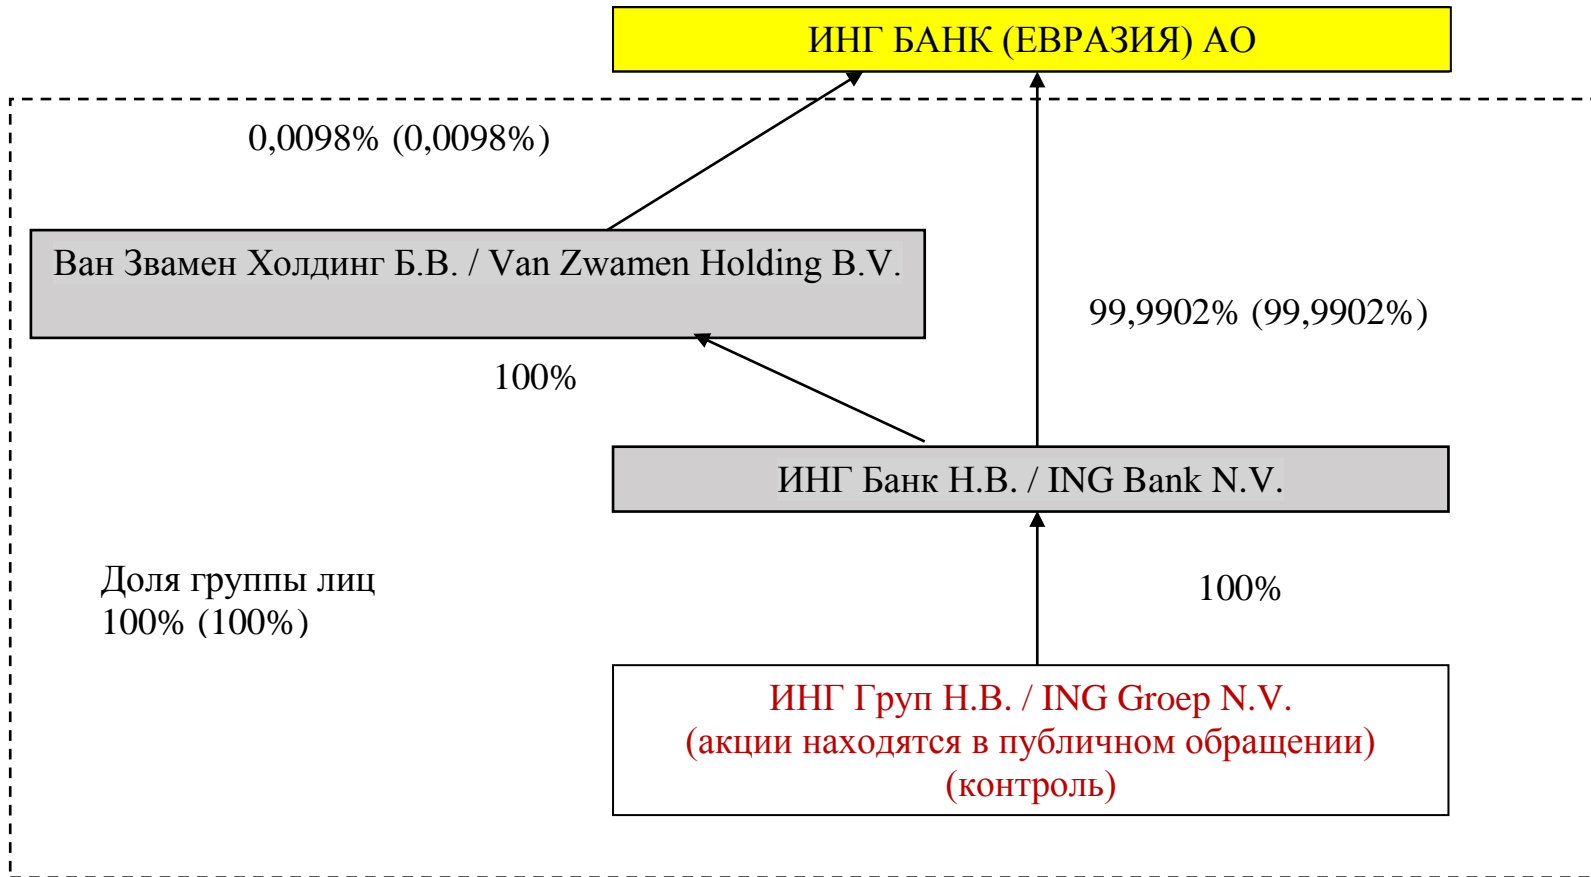 ИНГ БАНК (ЕВРАЗИЯ) АО
0,0098% (0,0098%)
Ван Звамен Холдинг Б.В. / Van Zwamen Holding B.V.
99,9902% (99,9902%)
100%
ИНГ Банк Н.В. / ING Bank N.V.
Доля группы лиц
100% (100%)
100%
ИНГ Груп Н.В. / ING Groep N.V.
(акции находятся в публичном обращении)
(контроль)